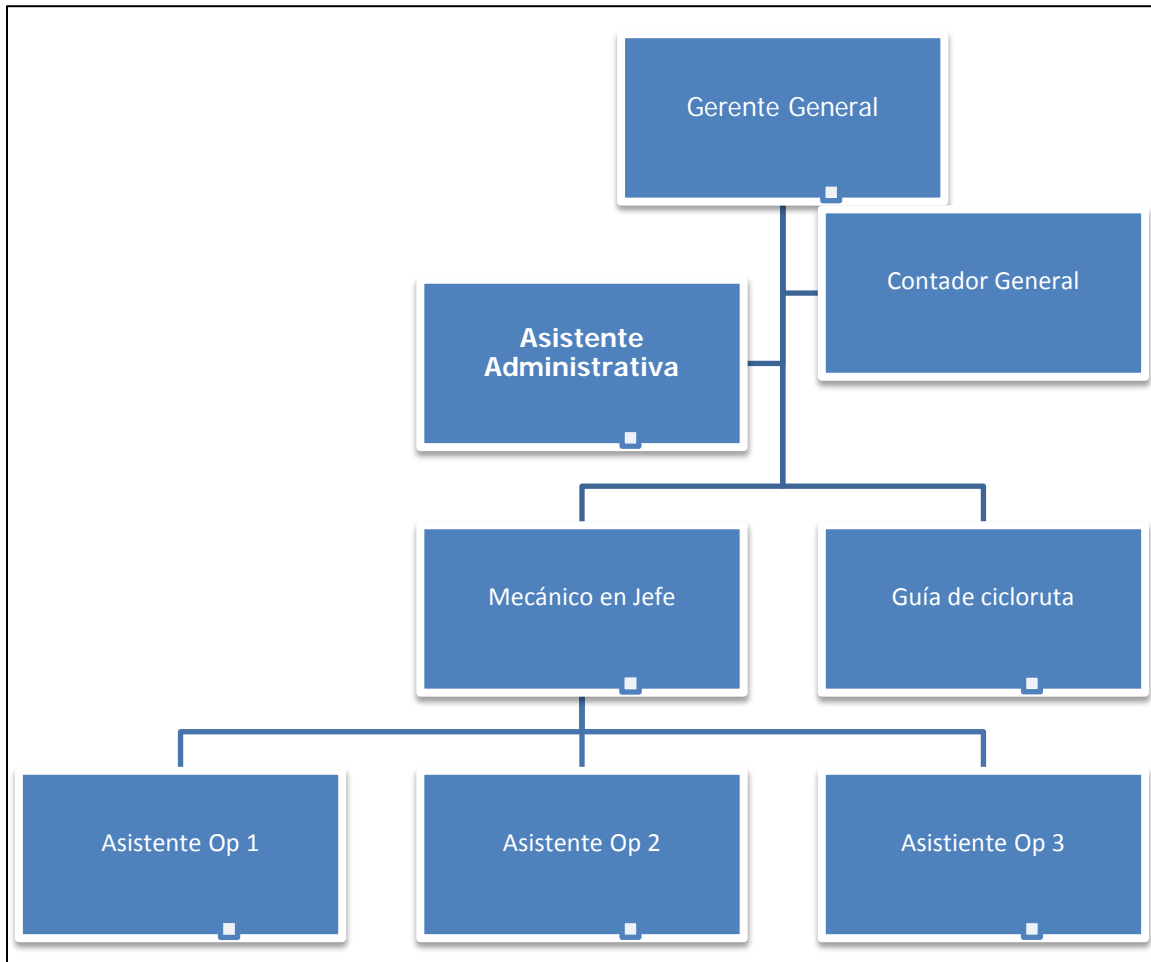 Gerente General
Contador General
Asistente
Administrativa
Mecánico en Jefe
Guía de cicloruta
Asistente Op 1
Asistente Op 2
Asistiente Op 3